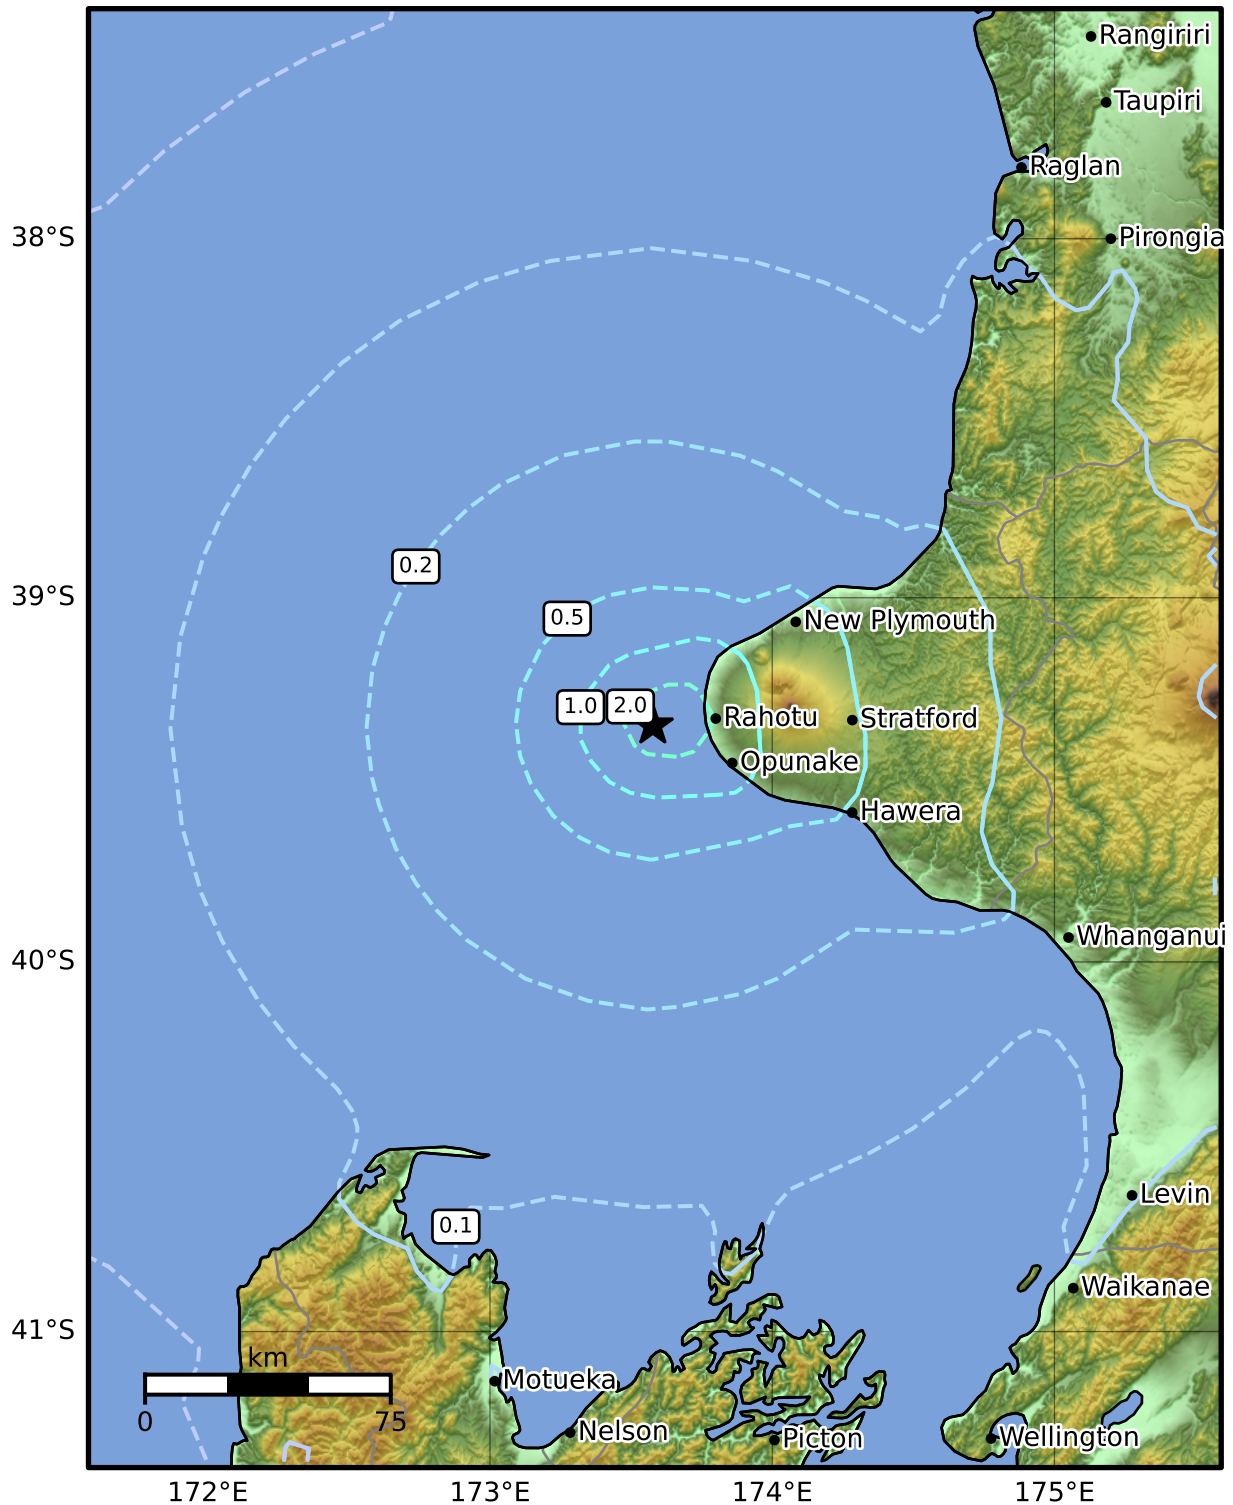 Rangiriri
Taupiri
Raglan
38°S
Pirongia
0.2
39°S
0.5
New Plymouth
1.0
2.0
Rahotu
Stratford
Opunake
Hawera
Whanganui
40°S
Levin
0.1
Waikanae
41°S
km
Motueka
0
75
Nelson
Picton
Wellington
172°E
173°E
174°E
175°E